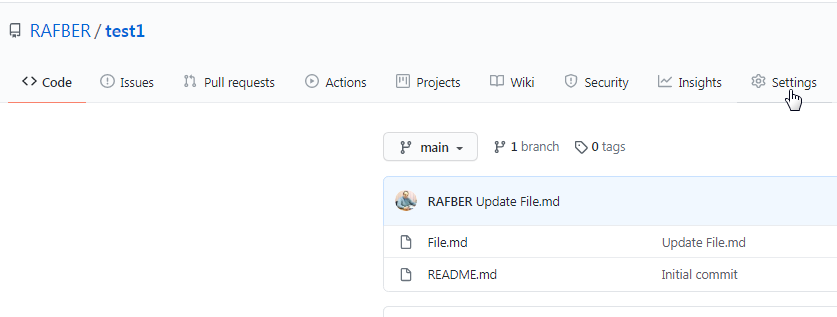 RAFBER / test1
Code Issues Pull requests Actions Projects Wiki Security Insights Settings
main 1 branch 0 tags
RAFBER Update File.md
File.md Update File.md
README.md Initial commit